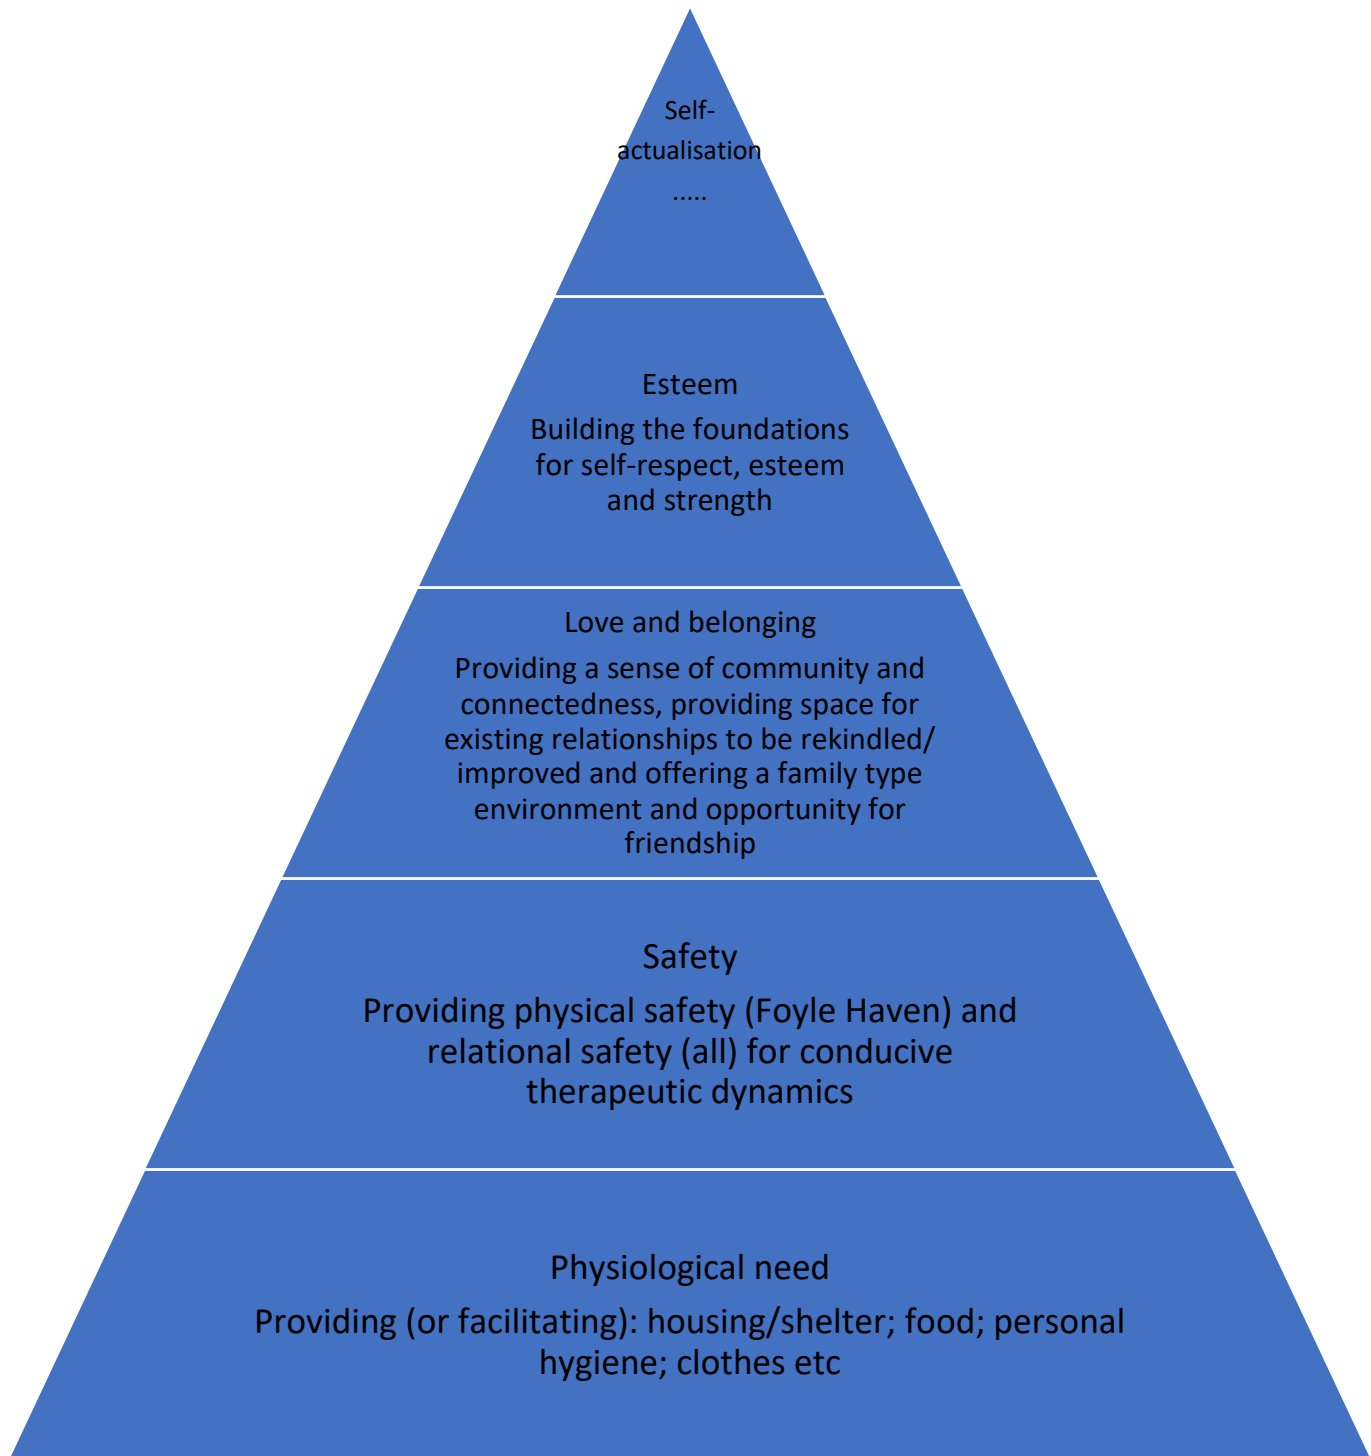 Self-
actualisation
.....
Esteem
Building the foundations
for self-respect, esteem
and strength
Love and belonging
Providing a sense of community and
connectedness, providing space for
existing relationships to be rekindled/
improved and offering a family type
environment and opportunity for
friendship
Safety
Providing physical safety (Foyle Haven) and
relational safety (all) for conducive
therapeutic dynamics
Physiological need
Providing (or facilitating): housing/shelter; food; personal
hygiene; clothes etc